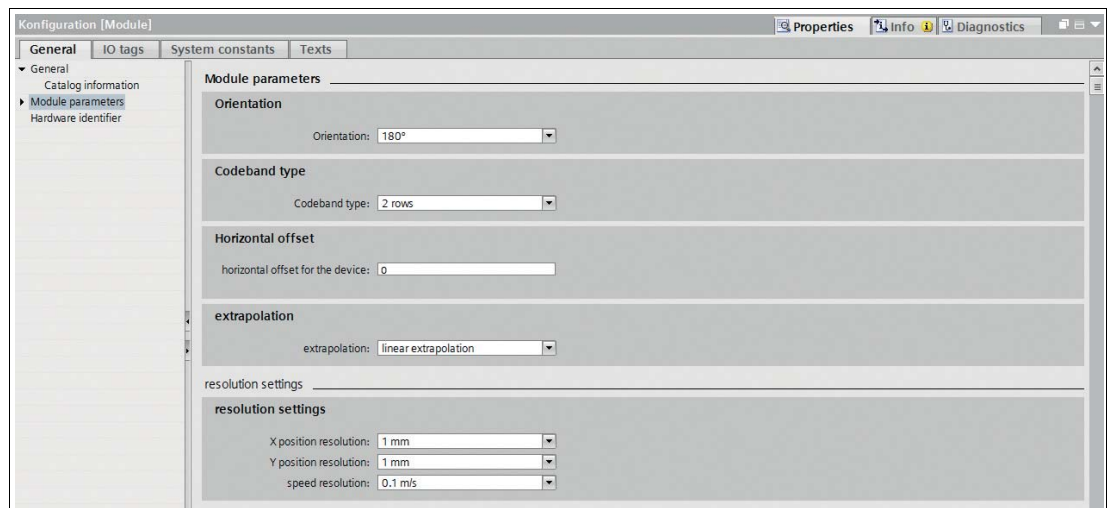 Konfiguration [Module]
Properties
Info
Diagnostics
General
IO tags
System constants
Texts
General
Catalog information
Module parameters
Hardware identifier
Module parameters
Orientation
Orientation: 180°
Codeband type
Codeband type: 2 rows
Horizontal offset
horizontal offset for the device: 0
extrapolation
extrapolation: linear extrapolation
resolution settings
resolution settings
X position resolution: 1 mm
Y position resolution: 1 mm
speed resolution: 0.1 m/s